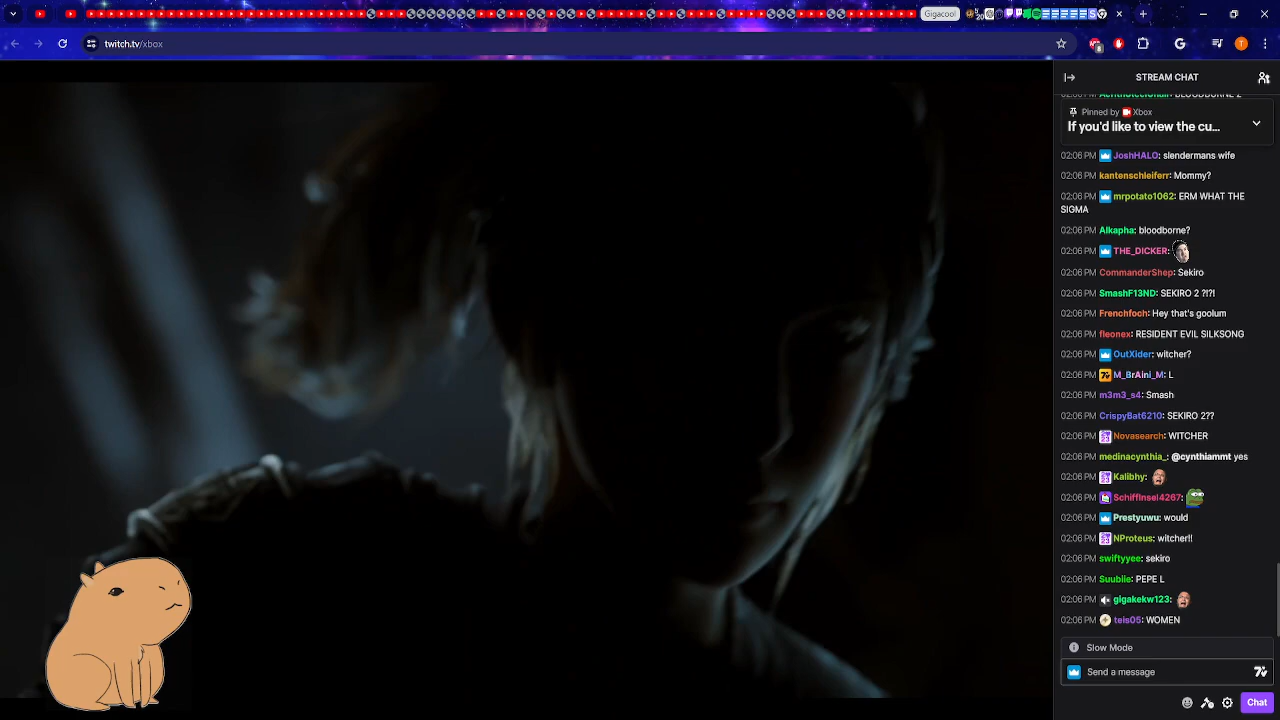 Gigacool
twitch.tv/xbox
STREAM CHAT
Pinned by Xbox
If you'd like to view the cu...
02:06 PM JoshHALO: slendermans wife
02:06 PM kantenschleiferr: Mommy?
02:06 PM mrpotato1062: ERM WHAT THE
SIGMA
02:06 PM Alkapha: bloodborne?
02:06 PM THE_DICKER:
02:06 PM CommanderShep: Sekiro
02:06 PM SmashF13ND: SEKIRO 2 ?!?!
02:06 PM Frenchfoch: Hey that's goolum
02:06 PM fleonex: RESIDENT EVIL SILKSONG
02:06 PM OutXider: witcher?
02:06 PM M_BrAini_M: L
02:06 PM m3m3_s4: Smash
02:06 PM CrispyBat6210: SEKIRO 2??
02:06 PM Novasearch: WITCHER
02:06 PM medinacynthia_: @cynthiammt yes
02:06 PM Kalibhy:
02:06 PM SchiffInsel4267:
02:06 PM Prestyuwu: would
02:06 PM NProteus: witcher!!
02:06 PM swiftyyee: sekiro
02:06 PM Suubiie: PEPE L
02:06 PM gigakekw123:
02:06 PM teis05: WOMEN
Slow Mode
Send a message
Chat